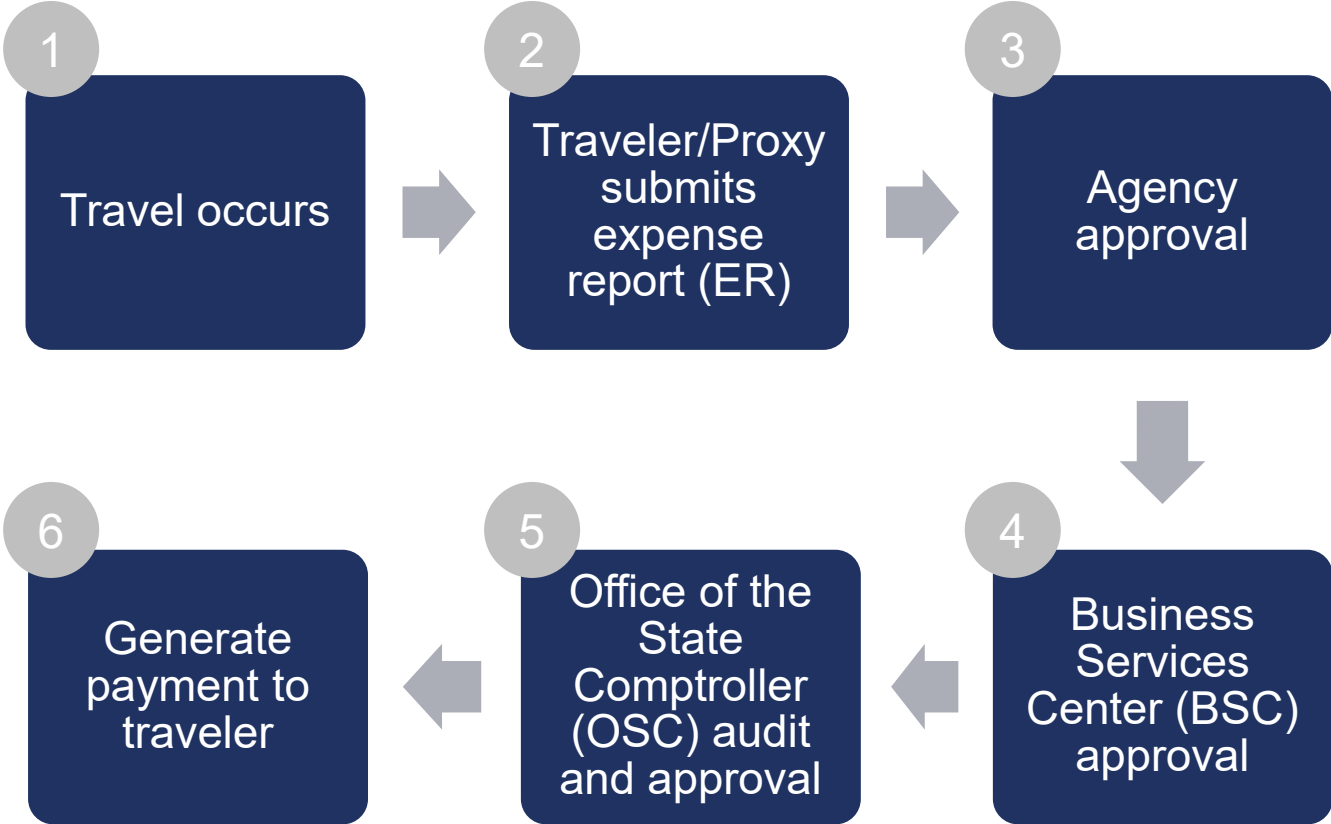 1
Travel occurs
2
Traveler/Proxy
submits
expense
report (ER)
3
Agency
approval
4
Business
Services
Center (BSC)
approval
5
Office of the
State
Comptroller
(OSC) audit
and approval
6
Generate
payment to
traveler